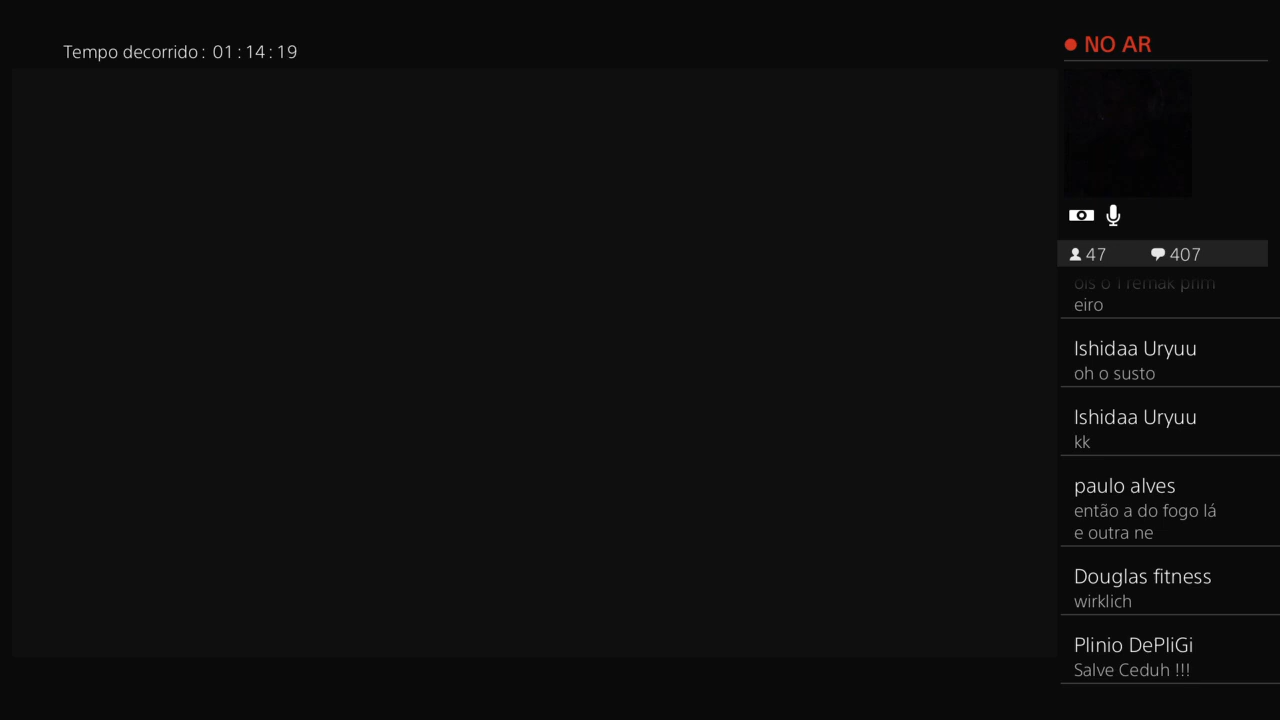 Tempo decorrido: 01:14:19
NO AR
47 407
eiro
Ishidaa Uryuu
oh o susto
Ishidaa Uryuu
kk
paulo alves
então a do fogo lá
e outra ne
Douglas fitness
wirklich
Plinio DePliGi
Salve Ceduh !!!